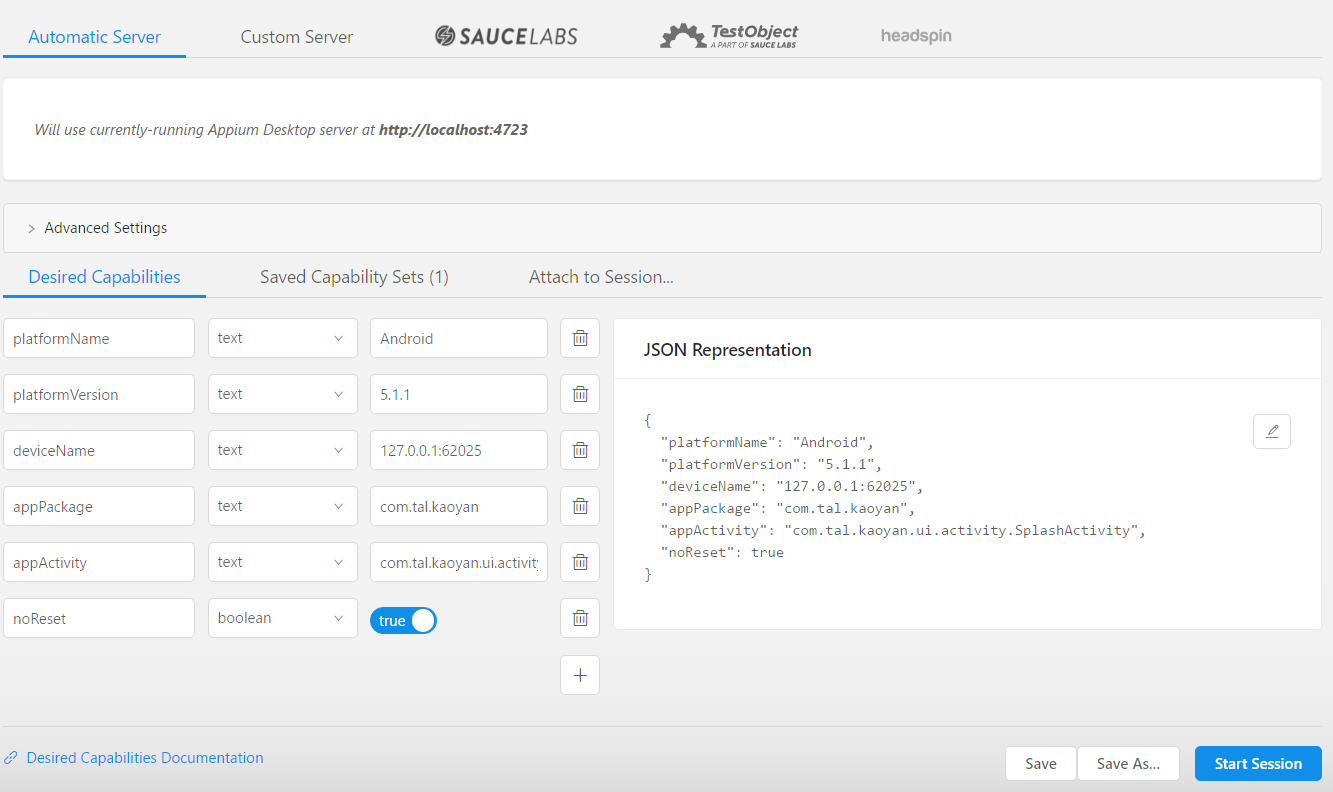 Automatic Server
Custom Server
SAUCELABS
TestObject
A PART OF SAUCE LABS
headspin
Will use currently-running Appium Desktop server at http://localhost:4723
Advanced Settings
Desired Capabilities
Saved Capability Sets (1)
Attach to Session...
platformName text Android
platformVersion text 5.1.1
deviceName text 127.0.0.1:62025
appPackage text com.tal.kaoyan
appActivity text com.tal.kaoyan.ui.activity
noReset boolean true
JSON Representation
{
"platformName": "Android",
"platformVersion": "5.1.1",
"deviceName": "127.0.0.1:62025",
"appPackage": "com.tal.kaoyan",
"appActivity": "com.tal.kaoyan.ui.activity.SplashActivity",
"noReset": true
}
Desired Capabilities Documentation
Save
Save As...
Start Session